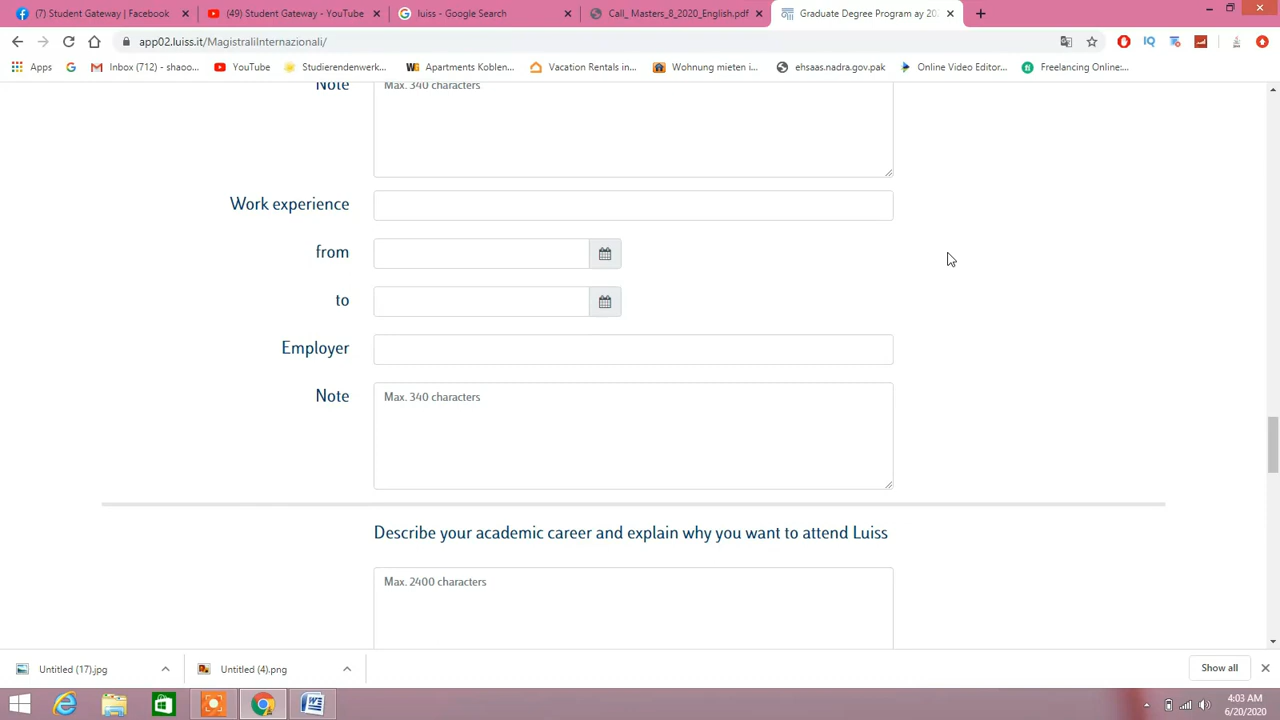 (7) Student Gateway | Facebook
(49) Student Gateway - YouTube
luiss - Google Search
Call_ Masters_8_2020_English.pdf
Graduate Degree Program ay 20
app02.luiss.it/MagistraliInternazionali/
Apps
Inbox (712) - shaoo...
YouTube
Studierendenwerk...
Apartments Koblen...
Vacation Rentals in...
Wohnung mieten i...
ehsaas.nadra.gov.pak
Online Video Editor...
Freelancing Online:...
Note
Max. 340 characters
Work experience
from
to
Employer
Note
Max. 340 characters
Describe your academic career and explain why you want to attend Luiss
Max. 2400 characters
Untitled (17).jpg
Untitled (4).png
Show all
4:03 AM
6/20/2020